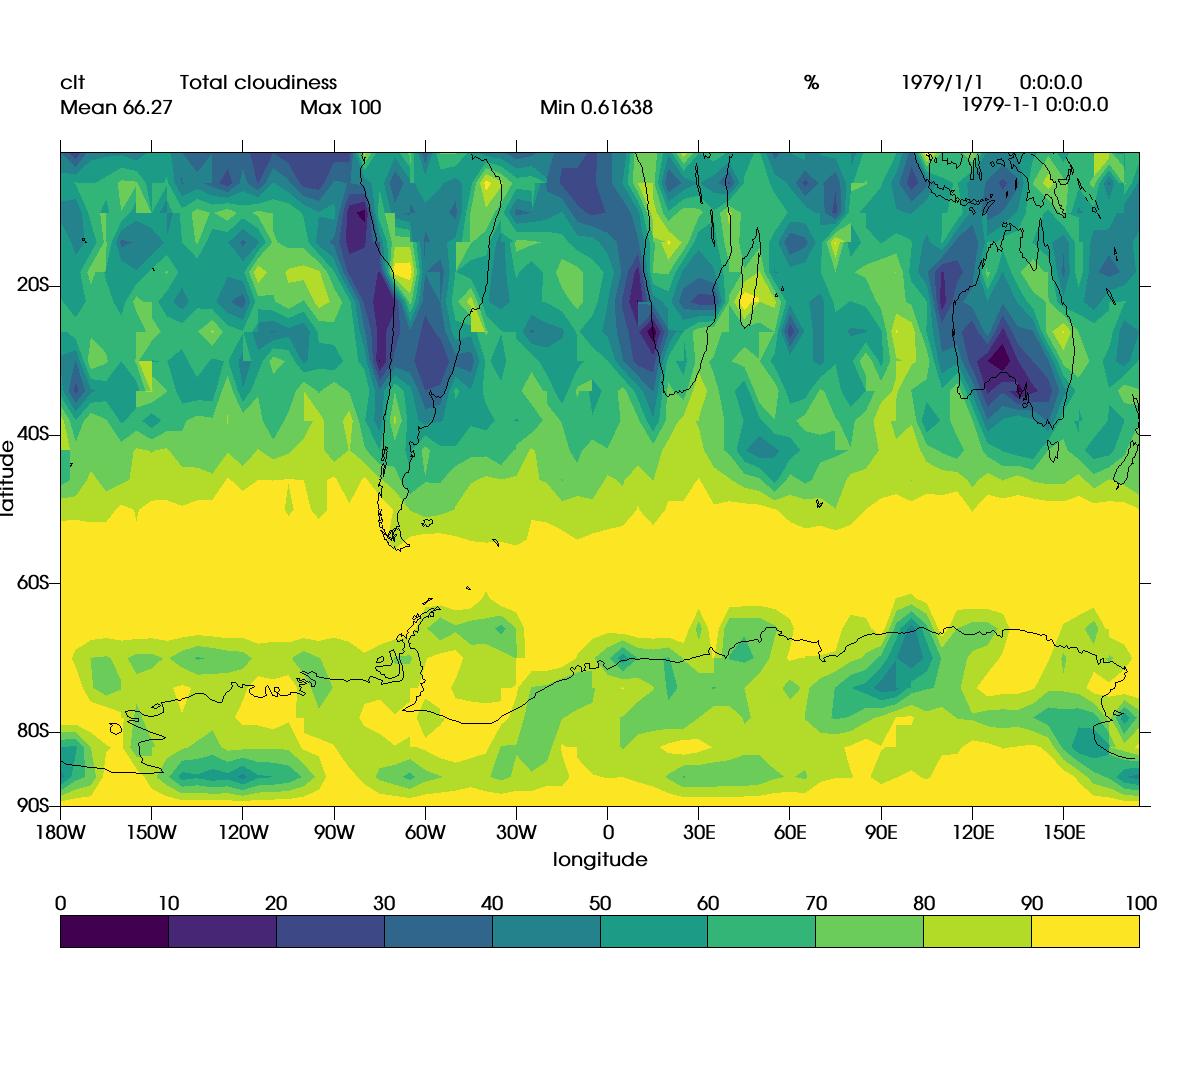 clt Total cloudiness % 1979/1/1 0:0:0.0
Mean 66.27 Max 100 Min 0.61638 1979-1-1 0:0:0.0
20S
40S
latitude
60S
80S
90S
180W 150W 120W 90W 60W 30W 0 30E 60E 90E 120E 150E
longitude
0 10 20 30 40 50 60 70 80 90 100